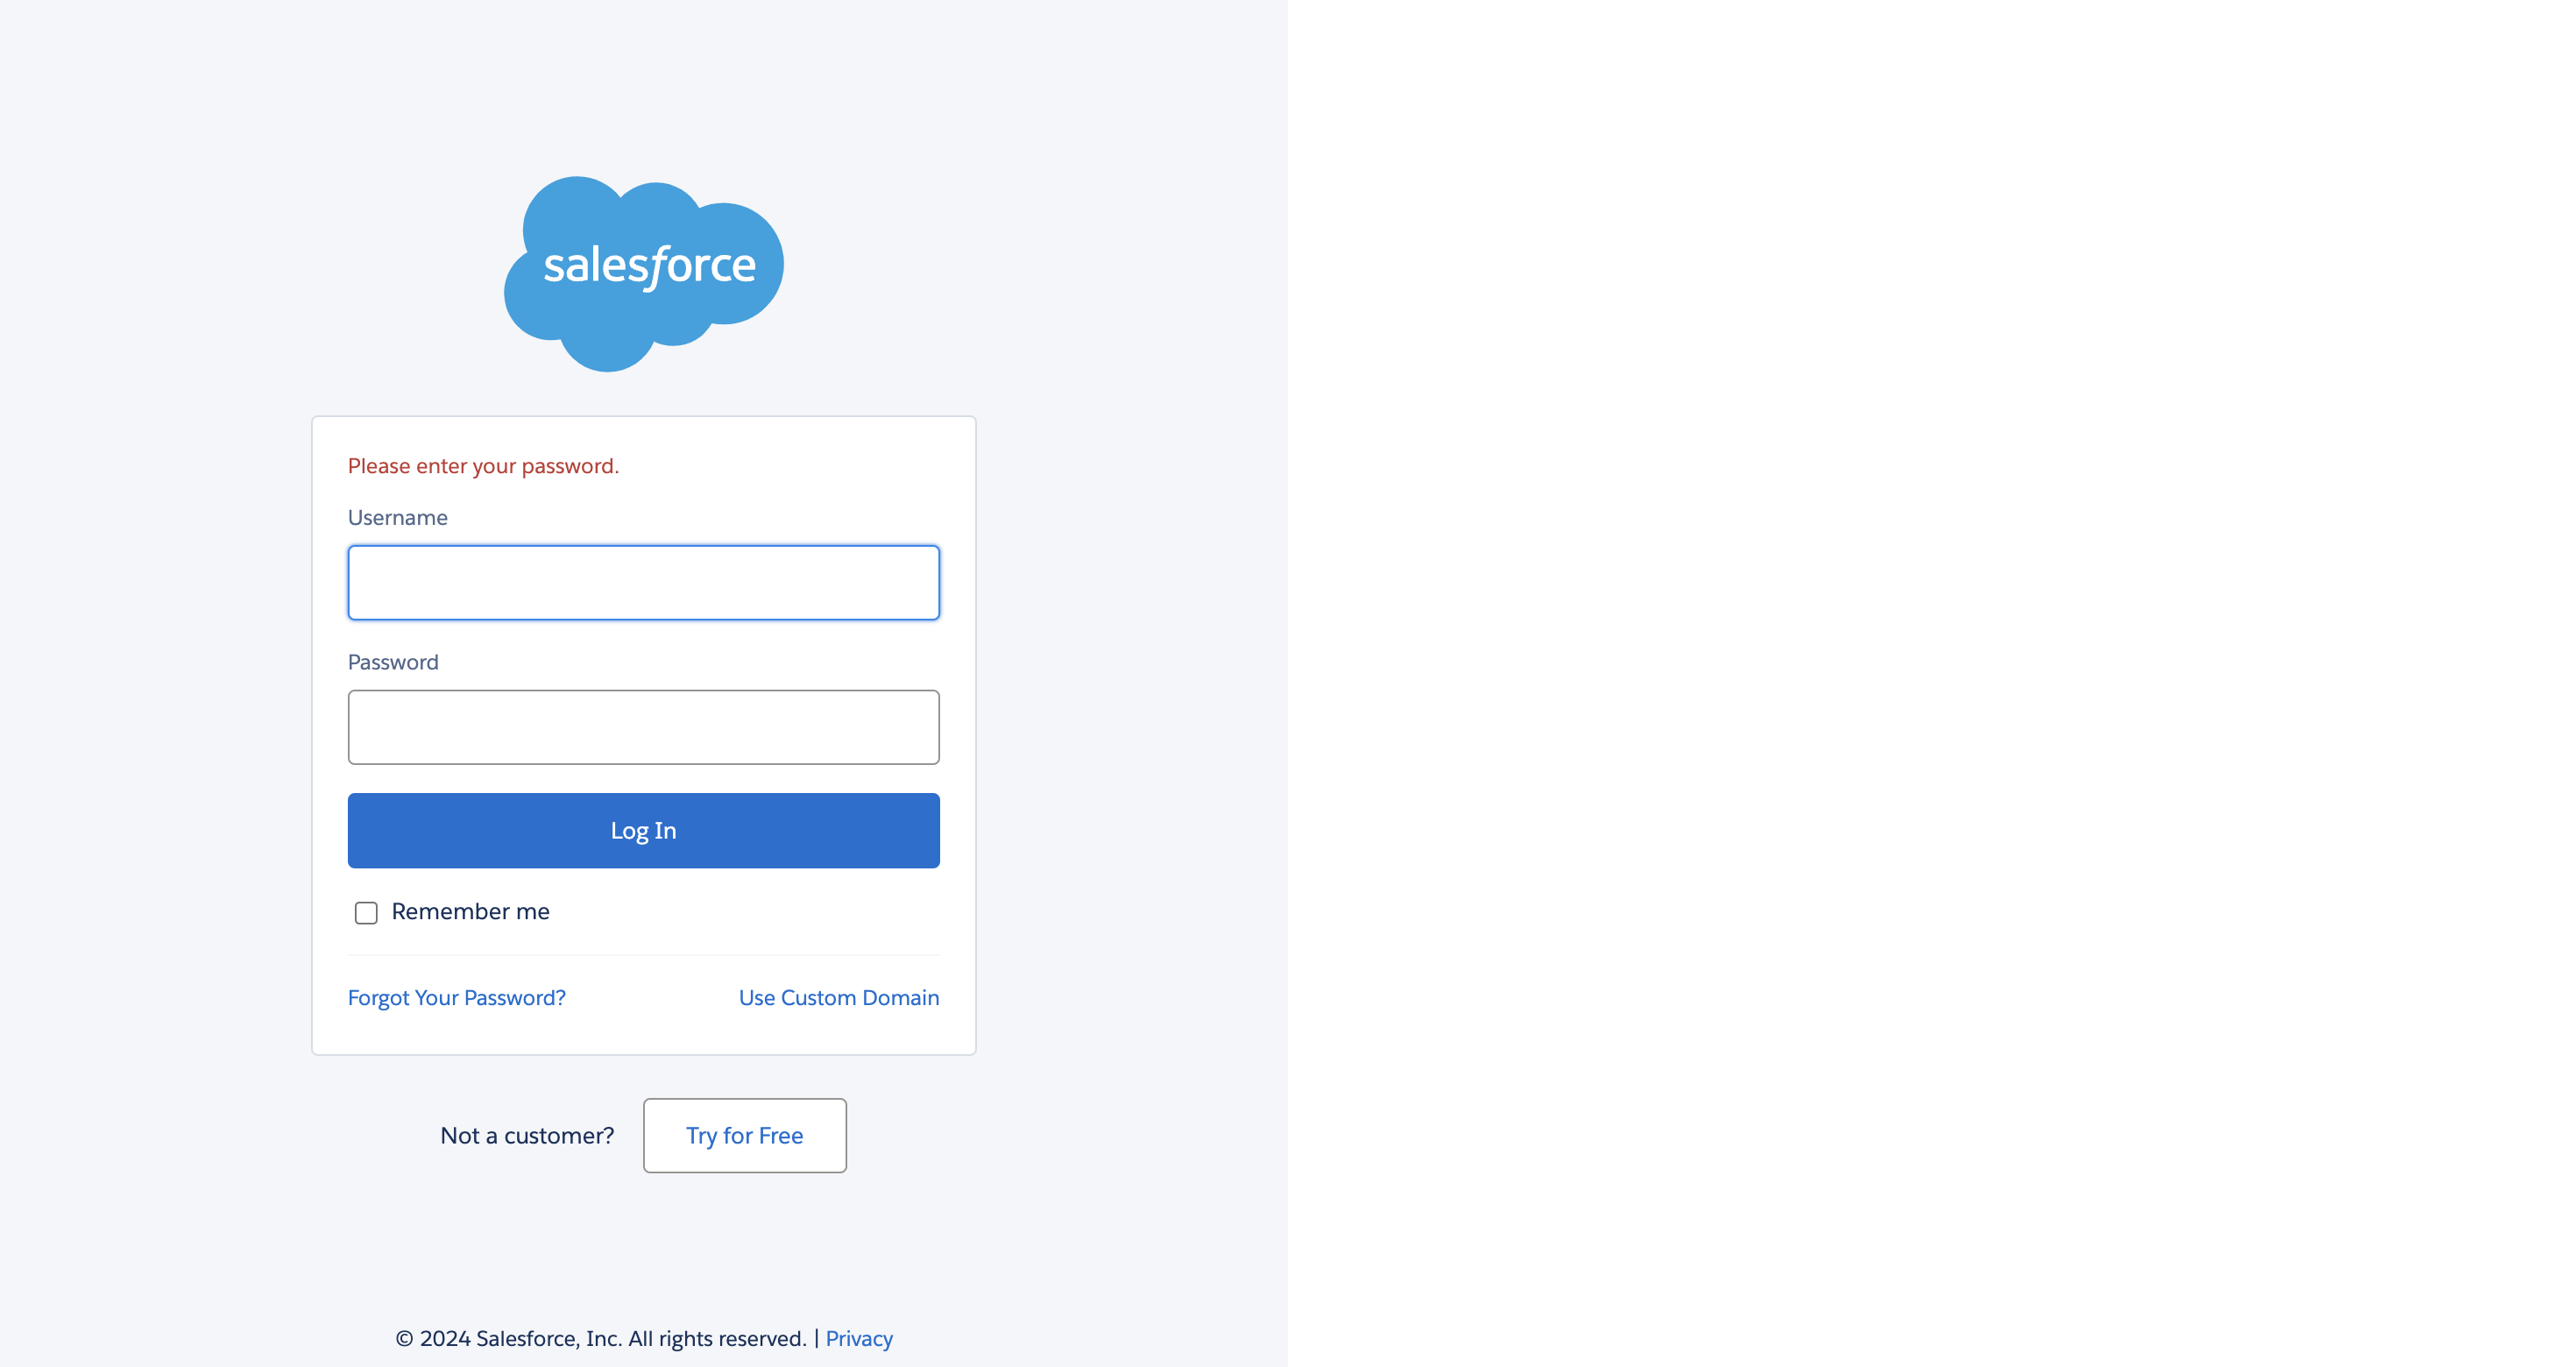 salesforce
Please enter your password.
Username
Password
Log In
Remember me
Forgot Your Password? Use Custom Domain
Not a customer? Try for Free
© 2024 Salesforce, Inc. All rights reserved. | Privacy